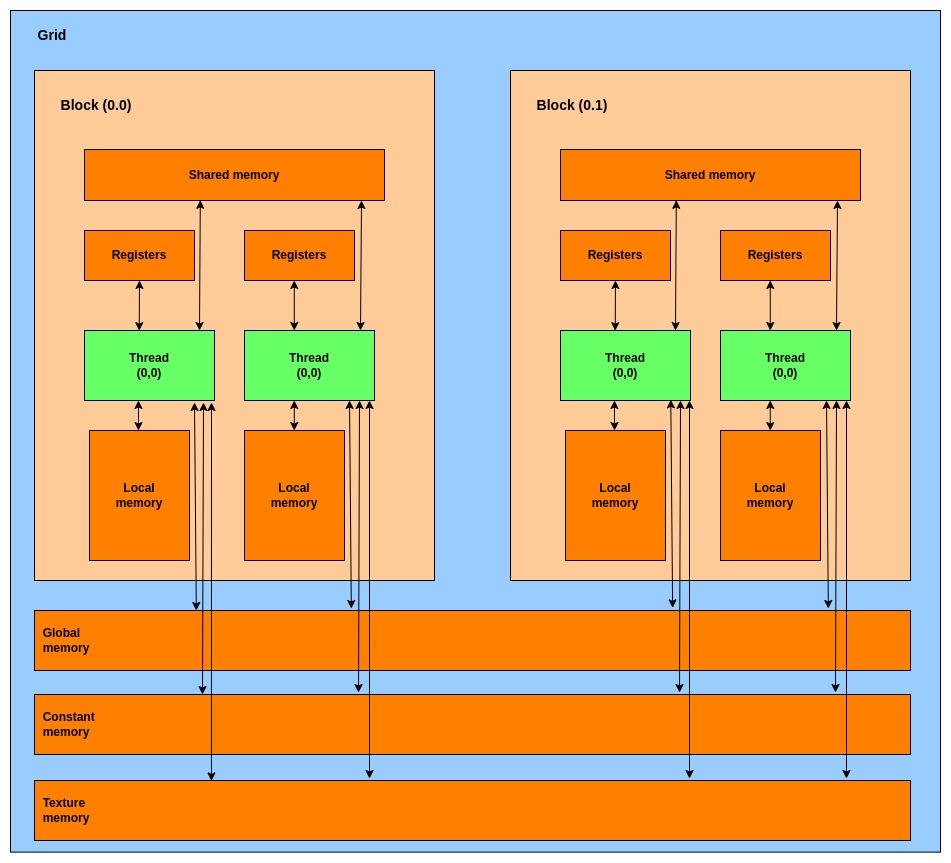 Grid
Block (0.0)
Block (0.1)
Shared memory
Shared memory
Registers
Registers
Registers
Registers
Thread
(0,0)
Thread
(0,0)
Thread
(0,0)
Thread
(0,0)
Local
memory
Local
memory
Local
memory
Local
memory
Global
memory
Constant
memory
Texture
memory